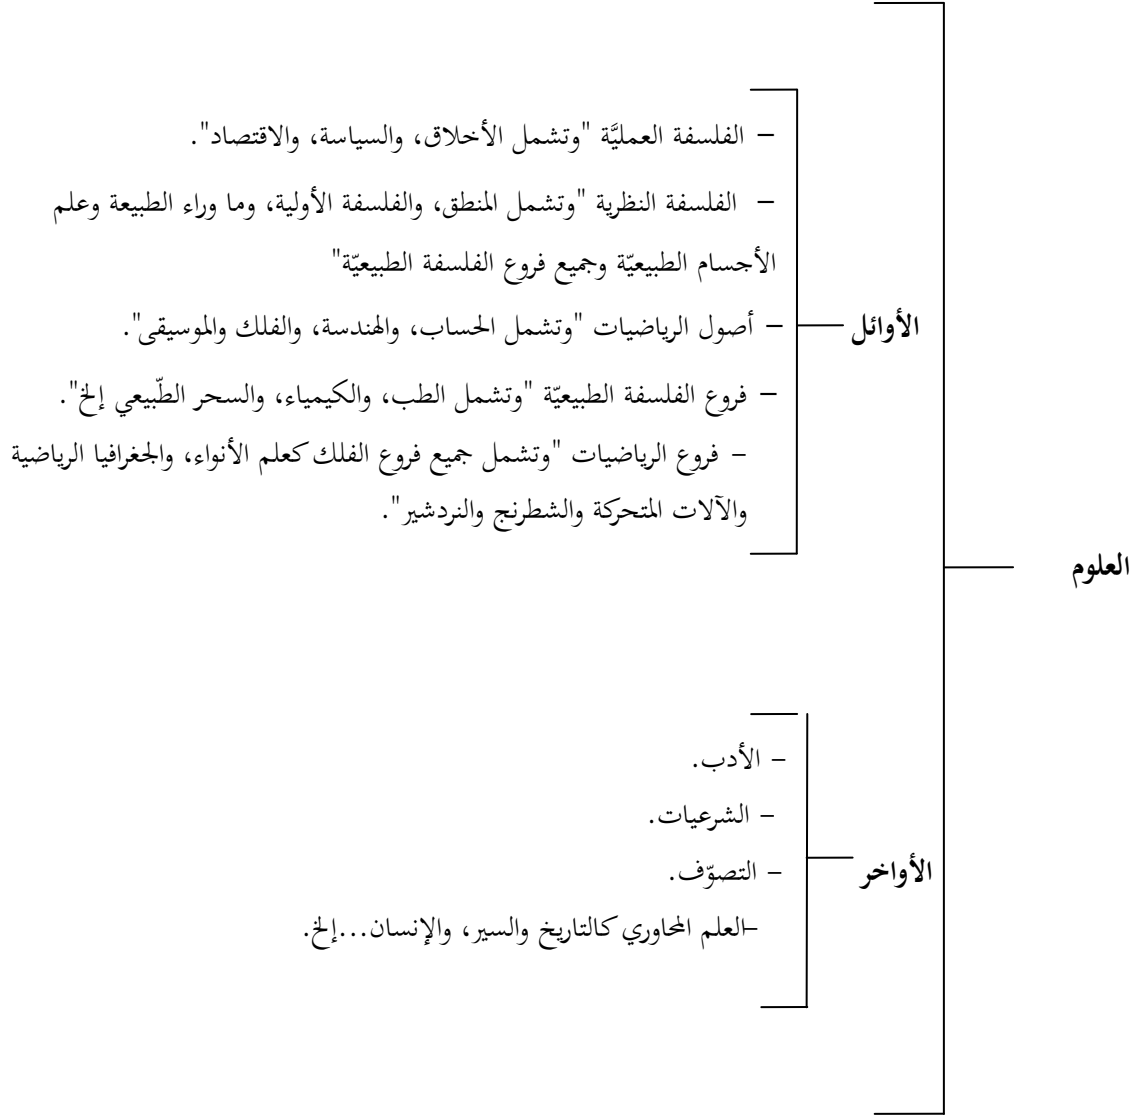 العلوم
الأوائل
– الفلسفة العمليَّة "وتشمل الأخلاق، والسياسة، والاقتصاد".
– الفلسفة النظرية "وتشمل المنطق، والفلسفة الأولية، وما وراء الطبيعة وعلم
الأجسام الطبيعيّة وجميع فروع الفلسفة الطبيعيّة"
– أصول الرياضيات "وتشمل الحساب، والهندسة، والفلك والموسيقى".
– فروع الفلسفة الطبيعيّة "وتشمل الطب، والكيمياء، والسحر الطّبيعي إلخ".
– فروع الرياضيات "وتشمل جميع فروع الفلك كعلم الأنواء، والجغرافيا الرياضية
والآلات المتحركة والشطرنج والنردشير".
الأواخر
– الأدب.
– الشرعيات.
– التصوّف.
–العلم المحاوري كالتاريخ والسير، والإنسان...إلخ.